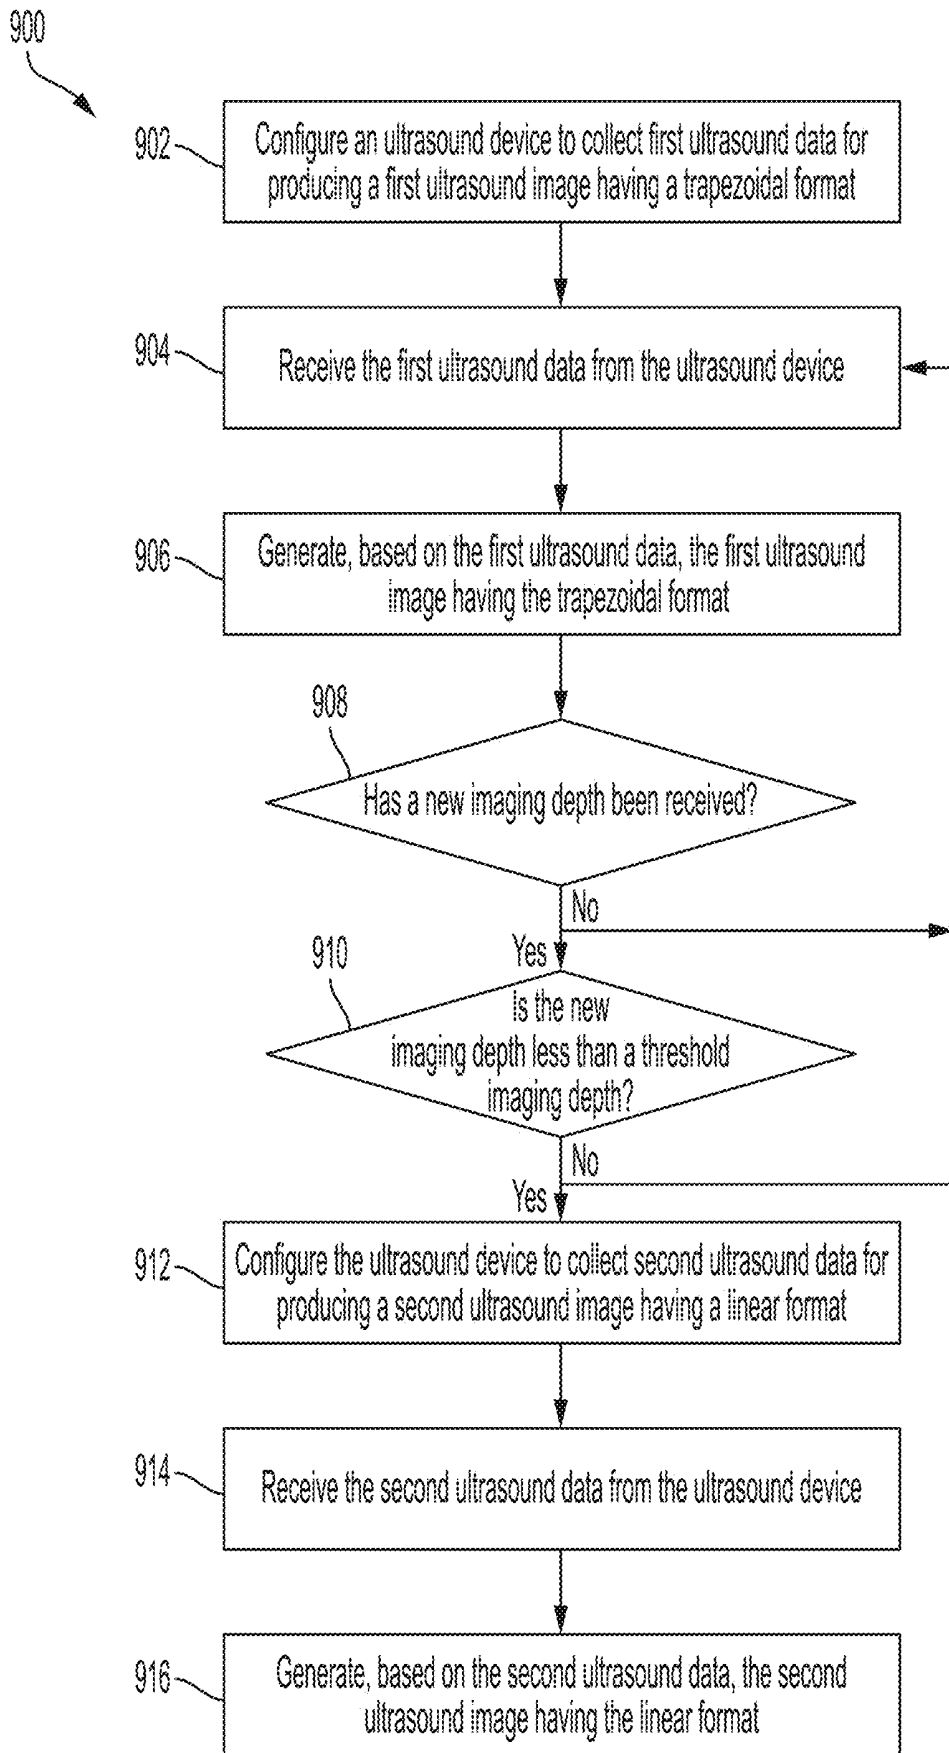 900
902
Configure an ultrasound device to collect first ultrasound data for
producing a first ultrasound image having a trapezoidal format
904
Receive the first ultrasound data from the ultrasound device
906
Generate, based on the first ultrasound data, the first ultrasound
image having the trapezoidal format
908
Has a new imaging depth been received?
No
Yes
910
Is the new
imaging depth less than a threshold
imaging depth?
No
Yes
912
Configure the ultrasound device to collect second ultrasound data for
producing a second ultrasound image having a linear format
914
Receive the second ultrasound data from the ultrasound device
916
Generate, based on the second ultrasound data, the second
ultrasound image having the linear format